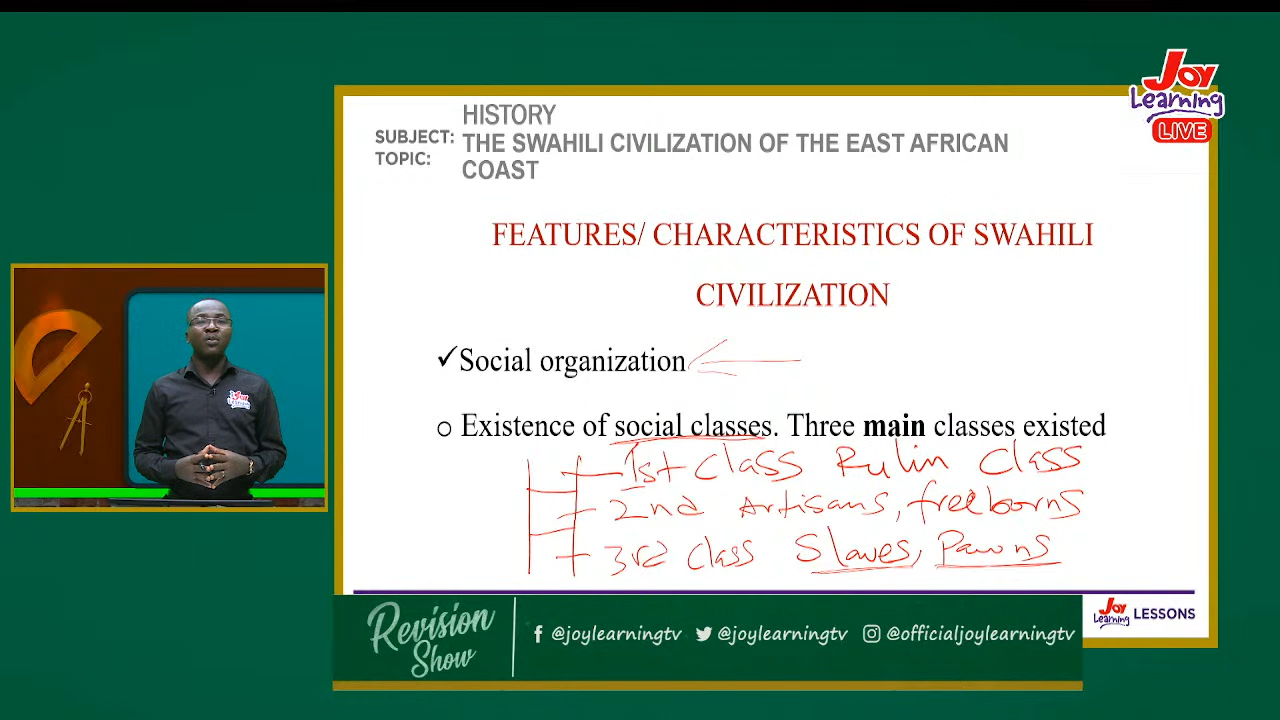 Joy
Learning
LIVE
HISTORY
SUBJECT: THE SWAHILI CIVILIZATION OF THE EAST AFRICAN
TOPIC: COAST
FEATURES/ CHARACTERISTICS OF SWAHILI
CIVILIZATION
✓Social organization
o Existence of social classes. Three main classes existed
1st Class Rulin Class
2nd Artisans, freeborns
3rd Class Slaves, Pawns
Joy Learning LESSONS
Revision
Show
f @joylearningtv @joylearningtv @officialjoylearningtv